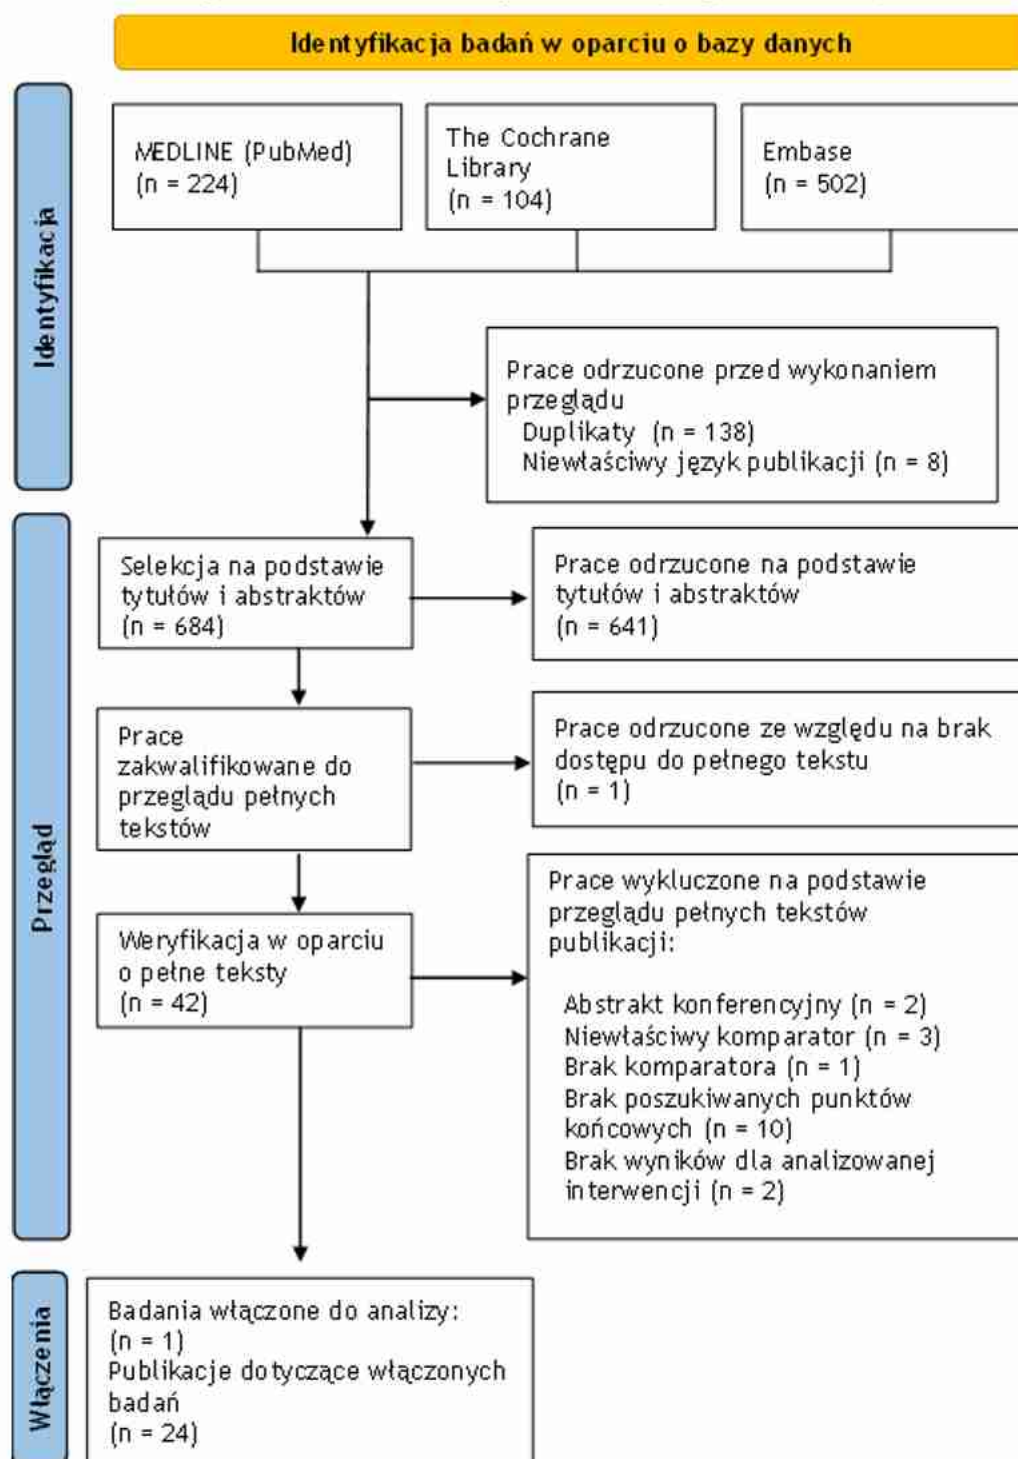 Identyfikacja badań w oparciu o bazy danych
Identyfikacja
MEDLINE (PubMed)
(n = 224)
The Cochrane
Library
(n = 104)
Embase
(n = 502)
Prace odrzucone przed wykonaniem
przeglądu
Duplikaty (n = 138)
Niewłaściwy język publikacji (n = 8)
Przegląd
Selekcja na podstawie
tytułów i abstraktów
(n = 684)
Prace odrzucone na podstawie
tytułów i abstraktów
(n = 641)
Prace
zakwalifikowane do
przeglądu pełnych
tekstów
Prace odrzucone ze względu na brak
dostępu do pełnego tekstu
(n = 1)
Weryfikacja w oparciu
o pełne teksty
(n = 42)
Prace wykluczone na podstawie
przeglądu pełnych tekstów
publikacji:
Abstrakt konferencyjny (n = 2)
Niewłaściwy komparator (n = 3)
Brak komparatora (n = 1)
Brak poszukiwanych punktów
końcowych (n = 10)
Brak wyników dla analizowanej
interwencji (n = 2)
Włączenia
Badania włączone do analizy:
(n = 1)
Publikacje dotyczące włączonych
badań
(n = 24)